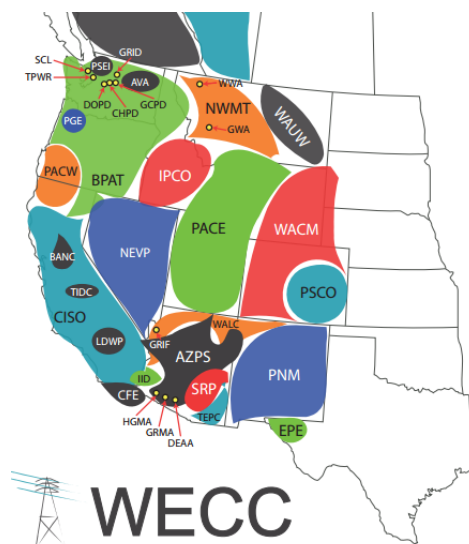 SCL
PSEI
GRID
TPWR
AVA
DOPD
CHPD
GCPD
WWA
NWMT
GWA
WAUW
PGE
PACW
BPAT
IPCO
PACE
WACM
NEVP
BANC
PSCO
TIDC
CISO
LDWP
WALC
GRIF
AZPS
PNM
IID
CFE
SRP
HGMA
GRMA
DEAA
TEPC
EPE
WECC